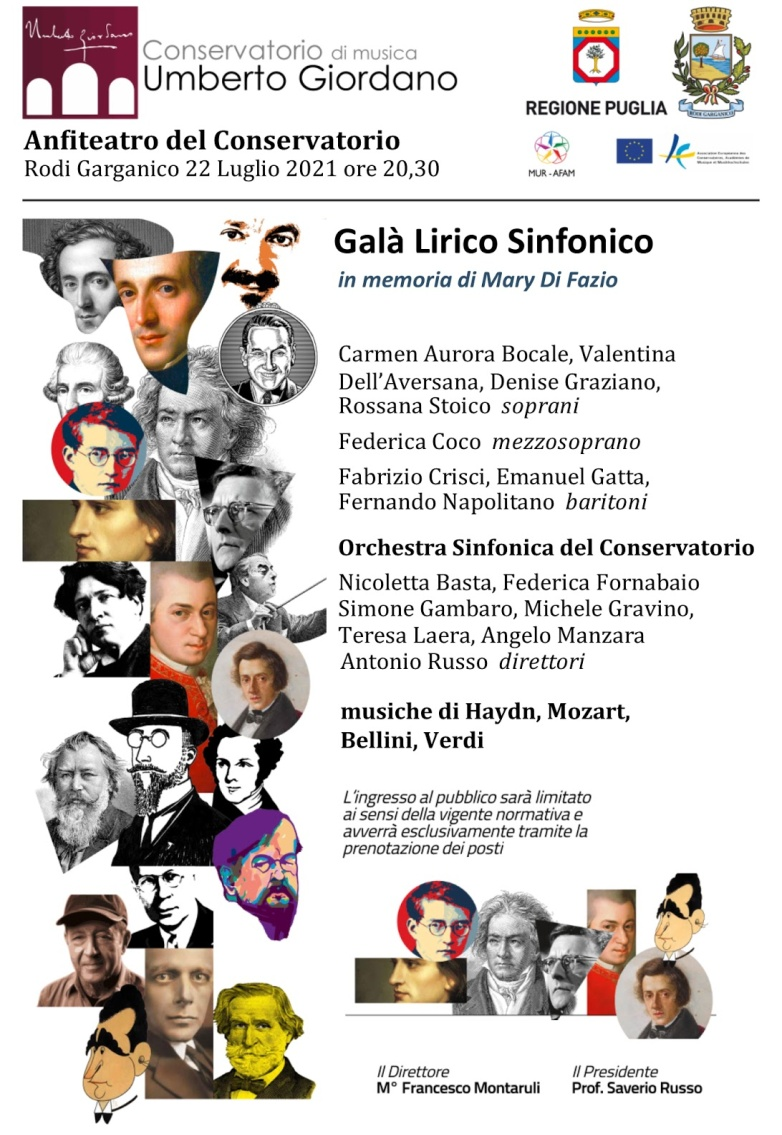 Umberto Giordano
Conservatorio di musica
Umberto Giordano
REGIONE PUGLIA
RODI GARGANICO
Anfiteatro del Conservatorio
Rodi Garganico 22 Luglio 2021 ore 20,30
MUR - AFAM
Galà Lirico Sinfonico
in memoria di Mary Di Fazio
Carmen Aurora Bocale, Valentina
Dell’Aversana, Denise Graziano,
Rossana Stoico soprani
Federica Coco mezzosoprano
Fabrizio Crisci, Emanuel Gatta,
Fernando Napolitano baritoni
Orchestra Sinfonica del Conservatorio
Nicoletta Basta, Federica Fornabaio
Simone Gambaro, Michele Gravino,
Teresa Laera, Angelo Manzara
Antonio Russo direttori
musiche di Haydn, Mozart,
Bellini, Verdi
L’ingresso al pubblico sarà limitato
ai sensi della vigente normativa e
avverrà esclusivamente tramite la
prenotazione dei posti
Il Direttore
M° Francesco Montaruli
Il Presidente
Prof. Saverio Russo